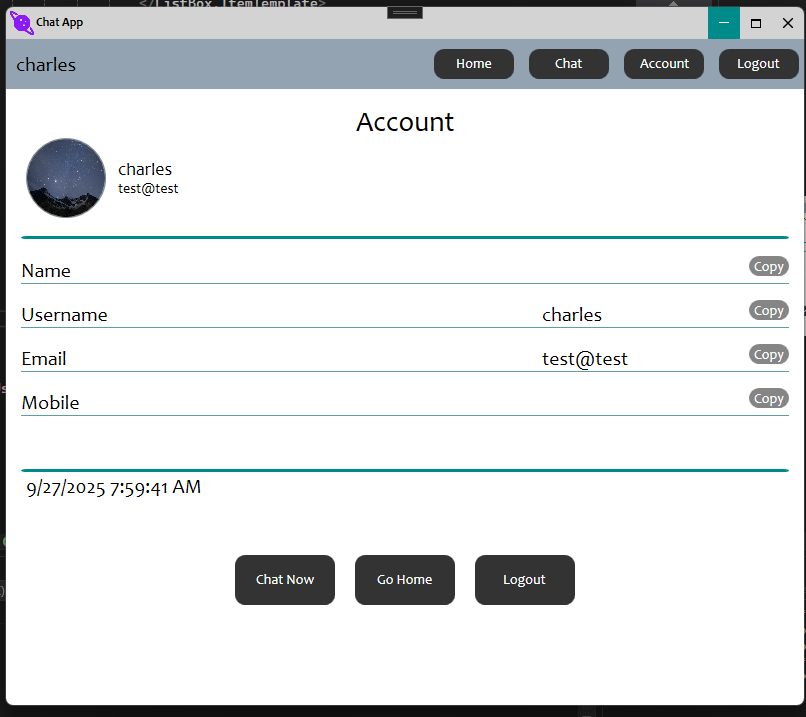 </ListBox.ItemTemplate>
Chat App
charles Home Chat Account Logout
Account
charles
test@test
Name Copy
Username charles Copy
Email test@test Copy
Mobile Copy
9/27/2025 7:59:41 AM
Chat Now Go Home Logout